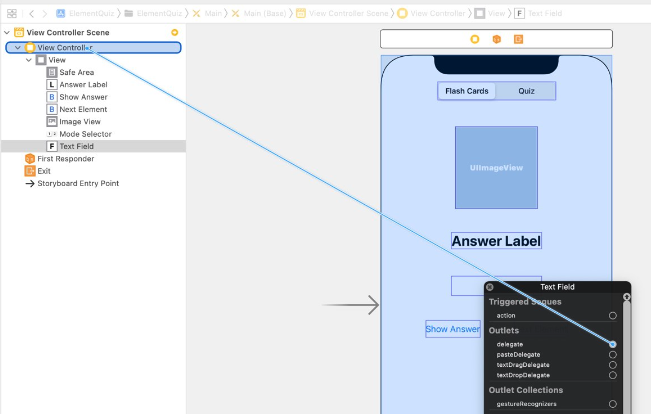 ElementQuiz ElementQuiz Main Main (Base) View Controller Scene View Controller View F Text Field
View Controller Scene
View Controller
View
Safe Area
L Answer Label
B Show Answer
B Next Element
Image View
Mode Selector
F Text Field
First Responder
Exit
Storyboard Entry Point
Flash Cards Quiz
UIImageView
Answer Label
Show Answer
Text Field
Triggered Segues
action
Outlets
delegate
pasteDelegate
textDragDelegate
textDropDelegate
Outlet Collections
gestureRecognizers